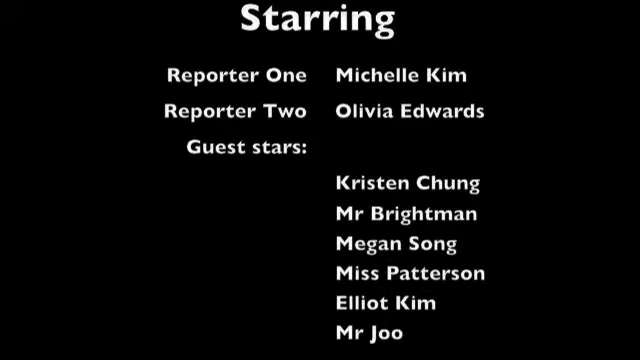 Starring
Reporter One Michelle Kim
Reporter Two Olivia Edwards
Guest stars:
Kristen Chung
Mr Brightman
Megan Song
Miss Patterson
Elliot Kim
Mr Joo